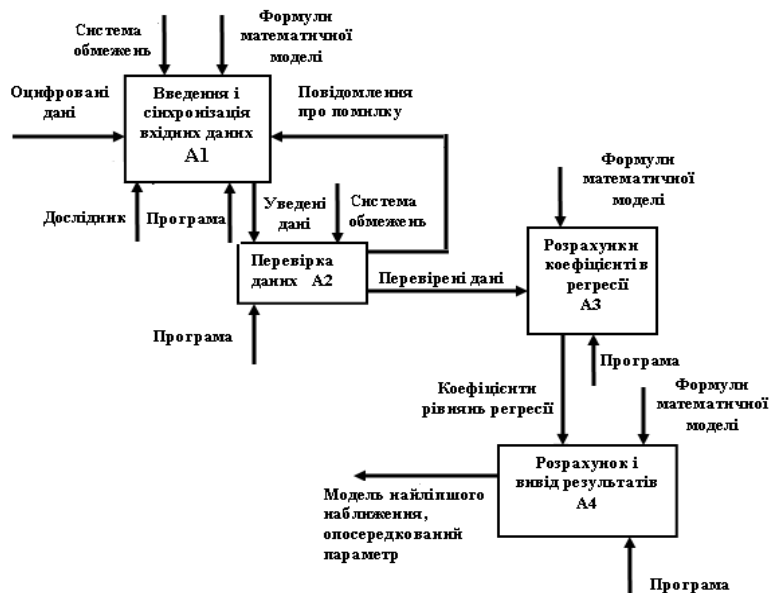 Система
обмежень
Формули
математичної
моделі
Оцифровані
дані
Введення і
сінхронізація
вхідних даних
A1
Повідомлення
про помилку
Дослідник
Програма
Уведені
дані
Система
обмежень
Формули
математичної
моделі
Перевірка
даних A2
Перевірені дані
Розрахунки
коефіцієнтів
регресії
A3
Програма
Програма
Коефіцієнти
рівнянь регресії
Формули
математичної
моделі
Розрахунок і
вивід результатів
A4
Модель найліпшого
наближення,
опосередкований
параметр
Програма